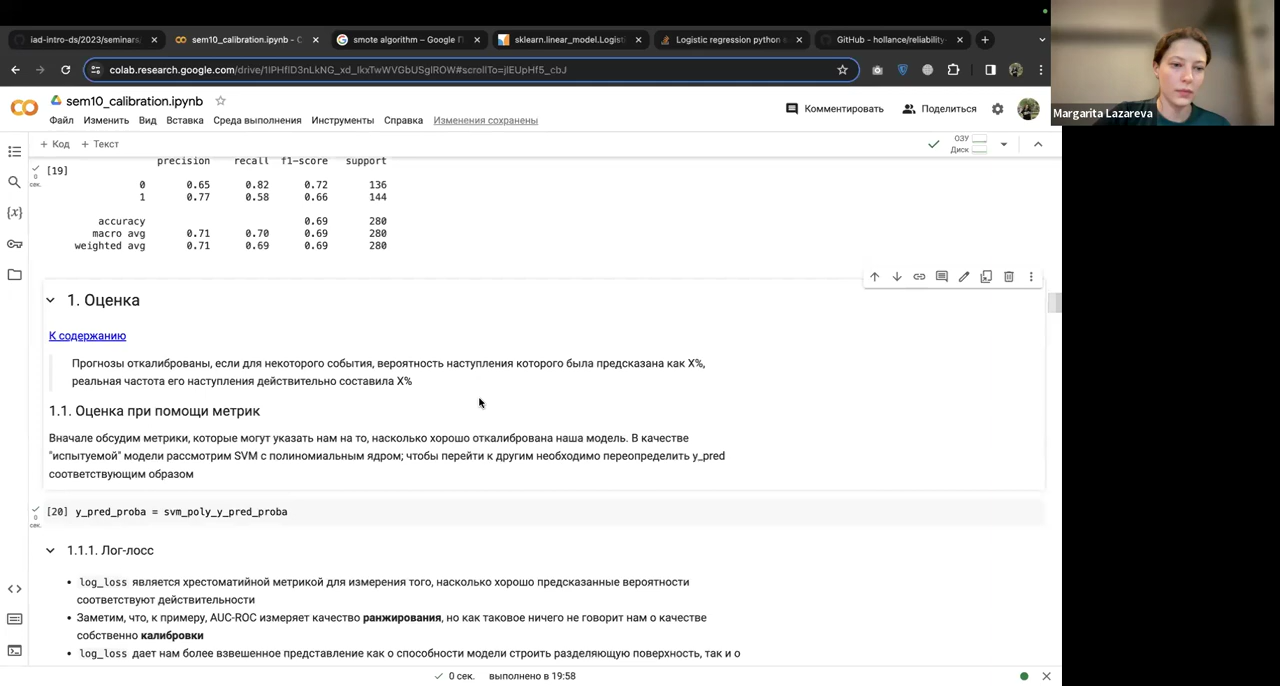 iad-intro-ds/2023/seminars
sem10_calibration.ipynb - C
smote algorithm – Google П
sklearn.linear_model.Logist
Logistic regression python s
GitHub - hollance/reliability-
colab.research.google.com/drive/1lPHflD3nLkNG_xd_lkxTwWVGbUSglROW#scrollTo=jlEUpHf5_cbJ
Margarita Lazareva
sem10_calibration.ipynb
Комментировать
Поделиться
Файл Изменить Вид Вставка Среда выполнения Инструменты Справка Изменения сохранены
+ Код + Текст
ОЗУ
Диск
precision recall f1-score support
[19]
0 сек.
0 0.65 0.82 0.72 136
1 0.77 0.58 0.66 144
accuracy 0.69 280
macro avg 0.71 0.70 0.69 280
weighted avg 0.71 0.69 0.69 280
1. Оценка
К содержанию
Прогнозы откалиброваны, если для некоторого события, вероятность наступления которого была предсказана как X%,
реальная частота его наступления действительно составила X%
1.1. Оценка при помощи метрик
Вначале обсудим метрики, которые могут указать нам на то, насколько хорошо откалибрована наша модель. В качестве
"испытуемой" модели рассмотрим SVM с полиномиальным ядром; чтобы перейти к другим необходимо переопределить y_pred
соответствующим образом
[20] y_pred_proba = svm_poly_y_pred_proba
0 сек.
1.1.1. Лог-лосс
• log_loss является хрестоматийной метрикой для измерения того, насколько хорошо предсказанные вероятности
соответствуют действительности
• Заметим, что, к примеру, AUC-ROC измеряет качество ранжирования, но как таковое ничего не говорит нам о качестве
собственно калибровки
• log_loss дает нам более взвешенное представление как о способности модели строить разделяющую поверхность, так и о
0 сек. выполнено в 19:58